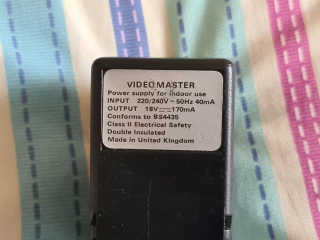 VIDEO MASTER
Power supply for indoor use
INPUT 220/240V ~ 50Hz 40mA
OUTPUT 18V ⎓ 170mA
Conforms to BS4435
Class II Electrical Safety
Double Insulated
Made in United Kingdom